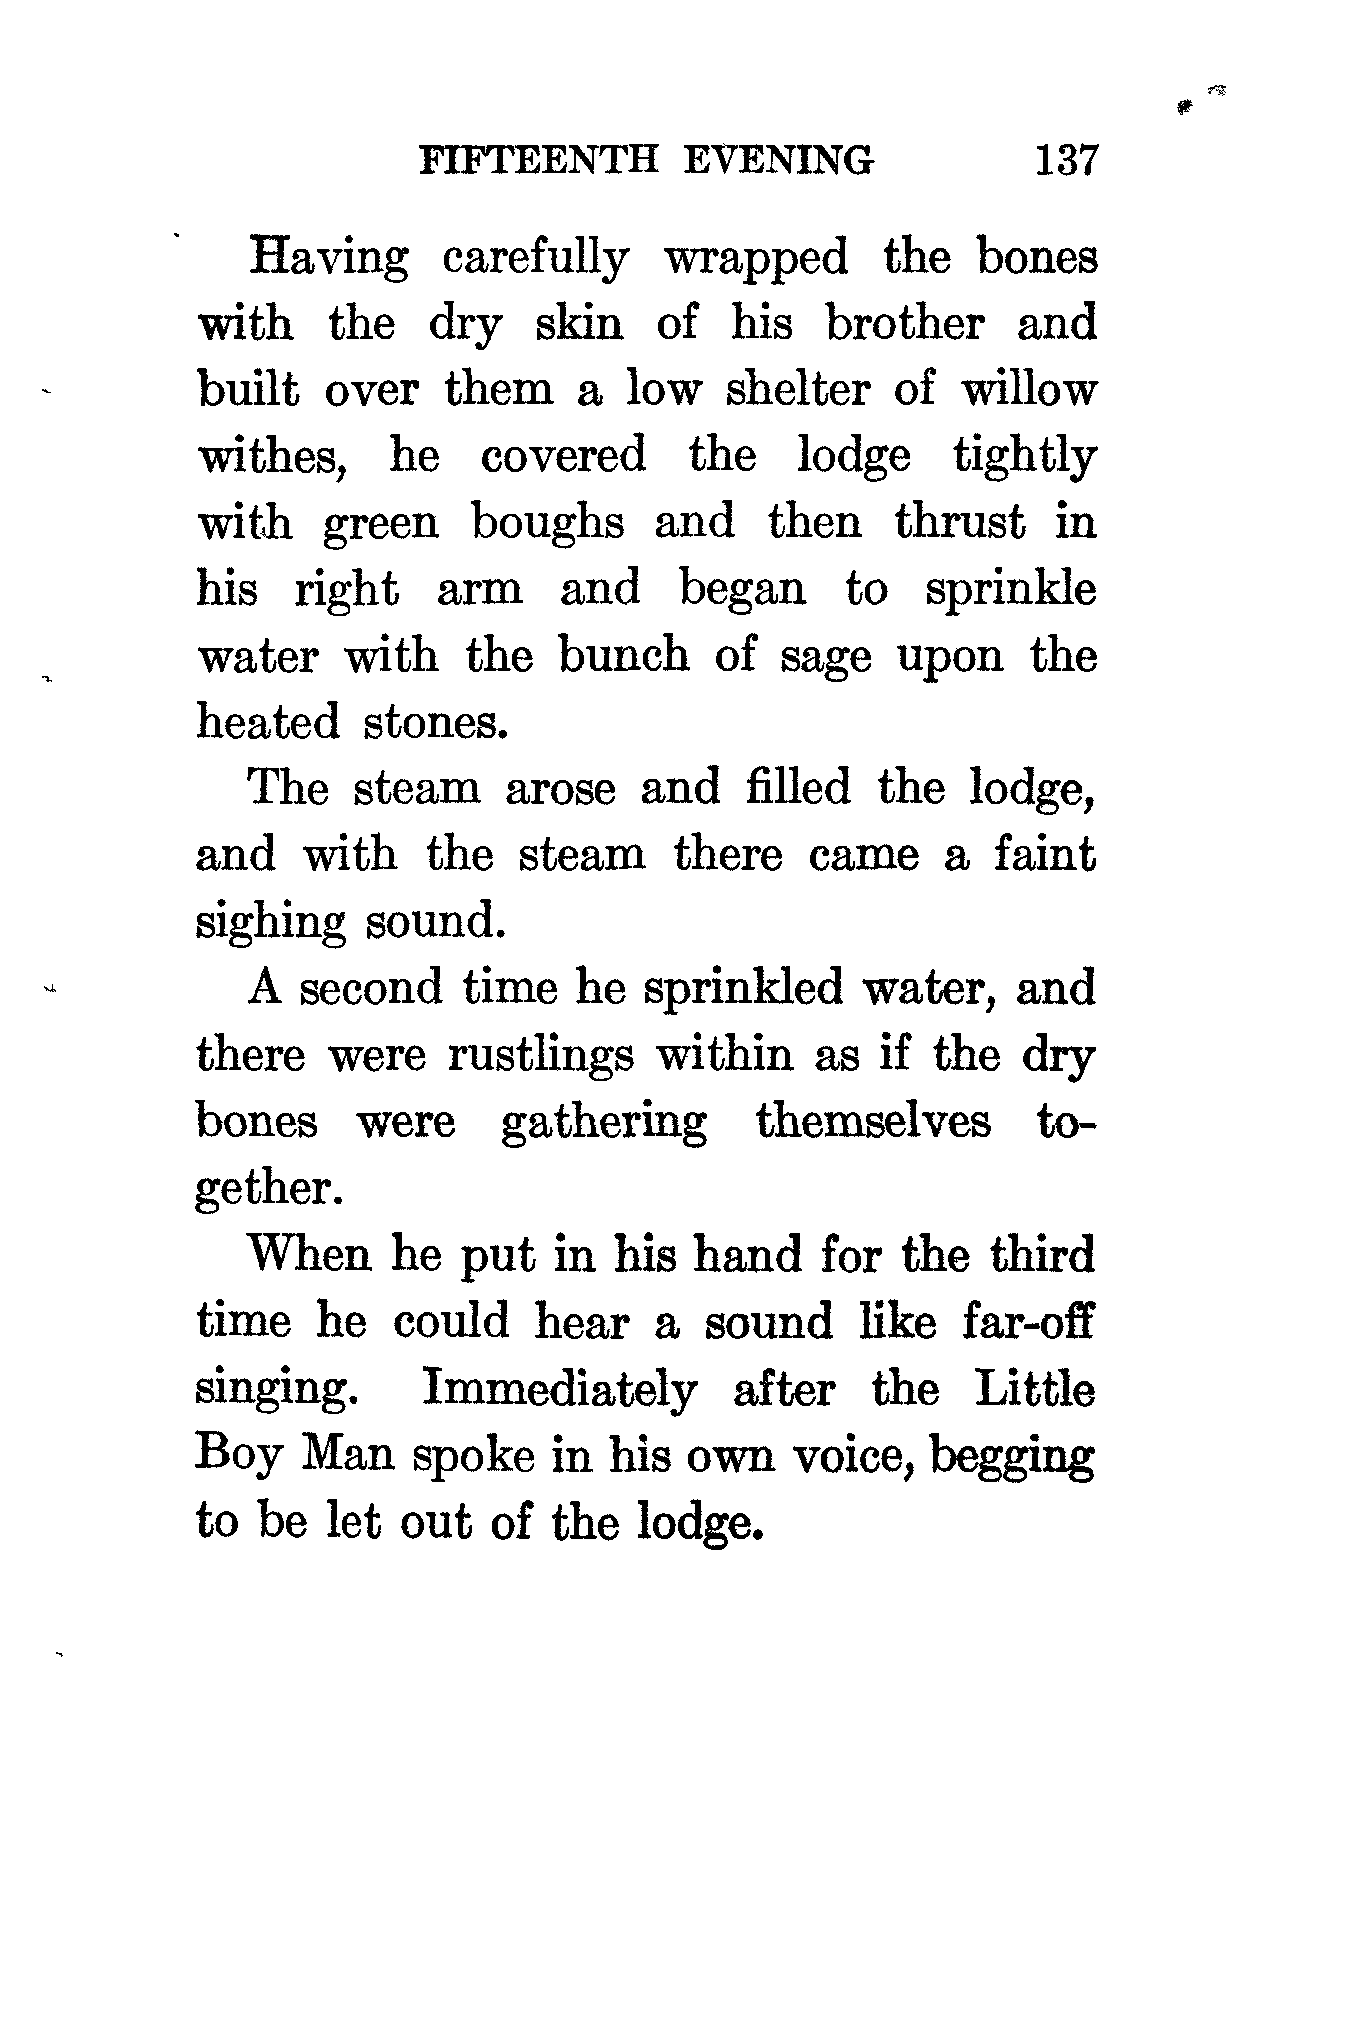 FIFTEENTH EVENING 137
Having carefully wrapped the bones
with the dry skin of his brother and
built over them a low shelter of willow
withes, he covered the lodge tightly
with green boughs and then thrust in
his right arm and began to sprinkle
water with the bunch of sage upon the
heated stones.
The steam arose and filled the lodge,
and with the steam there came a faint
sighing sound.
A second time he sprinkled water, and
there were rustlings within as if the dry
bones were gathering themselves to-
gether.
When he put in his hand for the third
time he could hear a sound like far-off
singing. Immediately after the Little
Boy Man spoke in his own voice, begging
to be let out of the lodge.